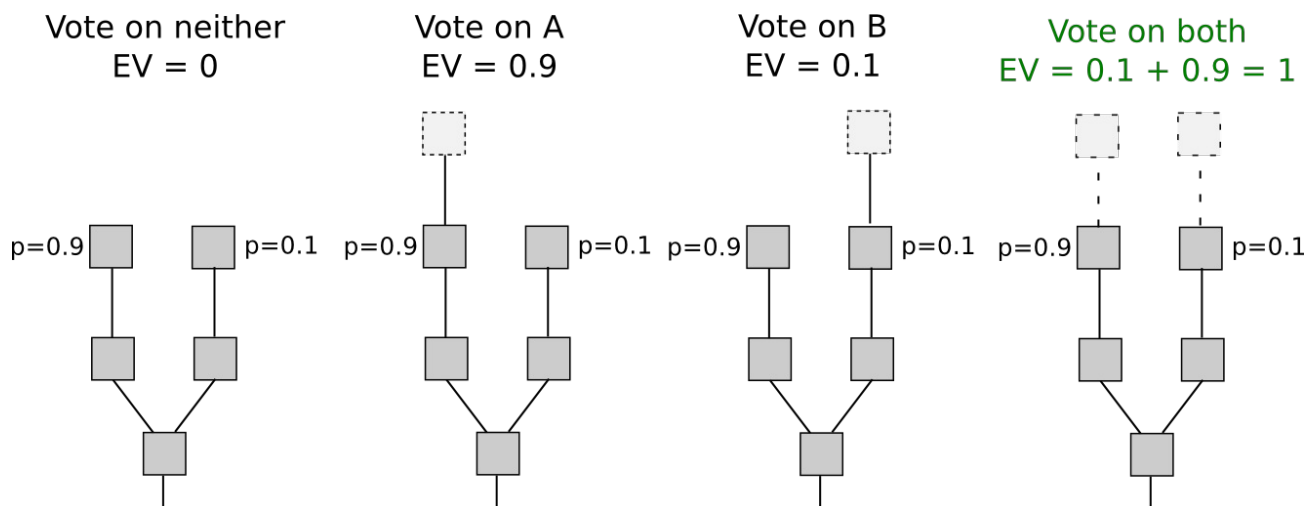 Vote on neither
EV = 0
Vote on A
EV = 0.9
Vote on B
EV = 0.1
Vote on both
EV = 0.1 + 0.9 = 1
p=0.9
p=0.1
p=0.9
p=0.1
p=0.9
p=0.1
p=0.9
p=0.1